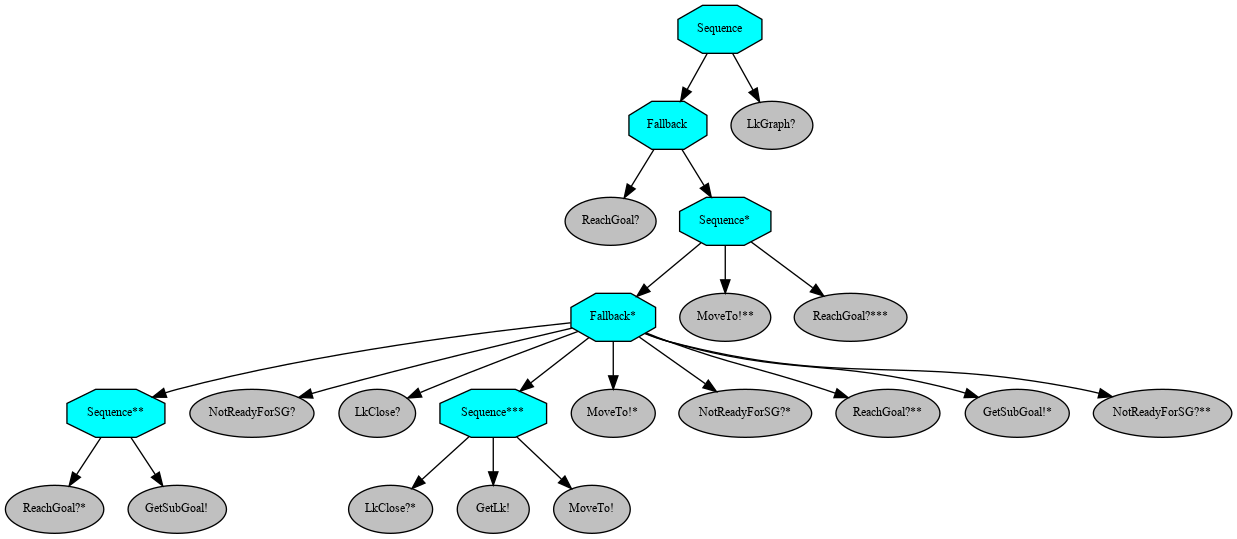 Sequence
Fallback
LkGraph?
ReachGoal?
Sequence*
Fallback*
MoveTo!**
ReachGoal?***
Sequence**
NotReadyForSG?
LkClose?
Sequence***
MoveTo!*
NotReadyForSG?*
ReachGoal?**
GetSubGoal!*
NotReadyForSG?**
ReachGoal?*
GetSubGoal!
LkClose?*
GetLk!
MoveTo!